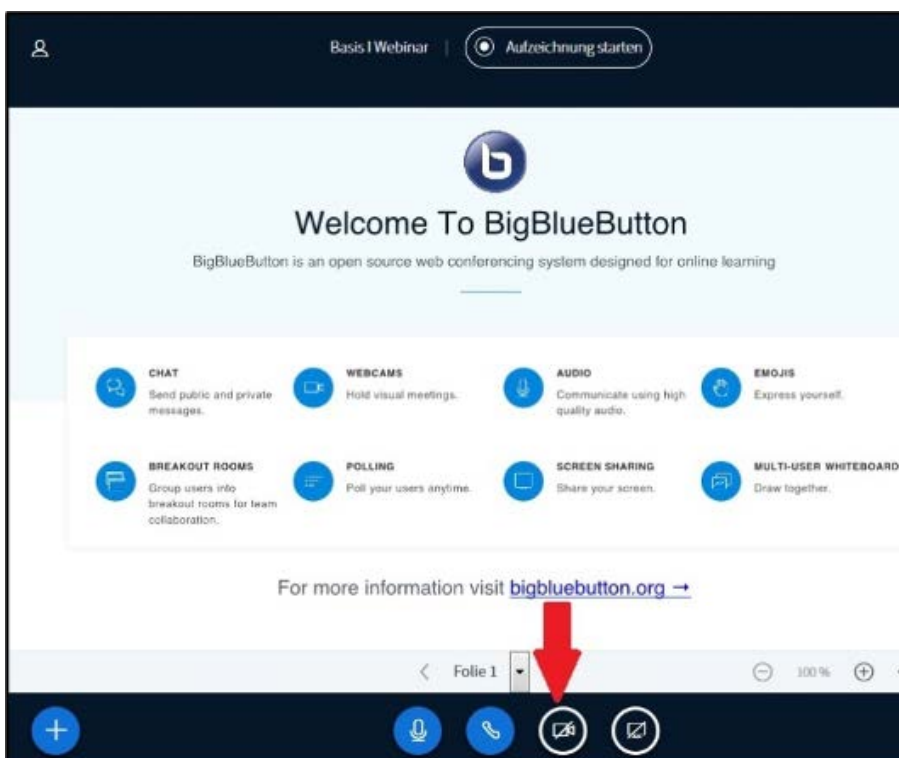 Basis I Webinar | Aufzeichnung starten
b
Welcome To BigBlueButton
BigBlueButton is an open source web conferencing system designed for online learning
CHAT
Send public and private
messages.
WEBCAMS
Hold visual meetings.
AUDIO
Communicate using high
quality audio.
EMOJIS
Express yourself.
BREAKOUT ROOMS
Group users into
breakout rooms for team
collaboration.
POLLING
Poll your users anytime.
SCREEN SHARING
Share your screen.
MULTI-USER WHITEBOARD
Draw together.
For more information visit bigbluebutton.org →
Folie 1
100 %